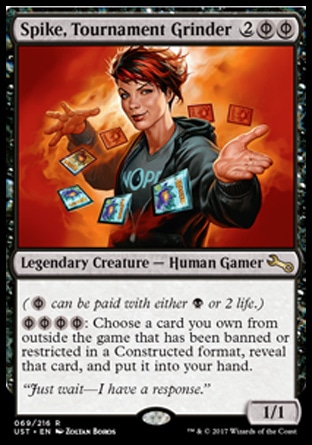 Spike, Tournament Grinder 2
NOPE
Legendary Creature — Human Gamer
( can be paid with either or 2 life.)
: Choose a card you own from
outside the game that has been banned or
restricted in a Constructed format, reveal
that card, and put it into your hand.
“Just wait—I have a response.”
1/1
069/216 R
UST • EN Zoltan Boros
™ & © 2017 Wizards of the Coast